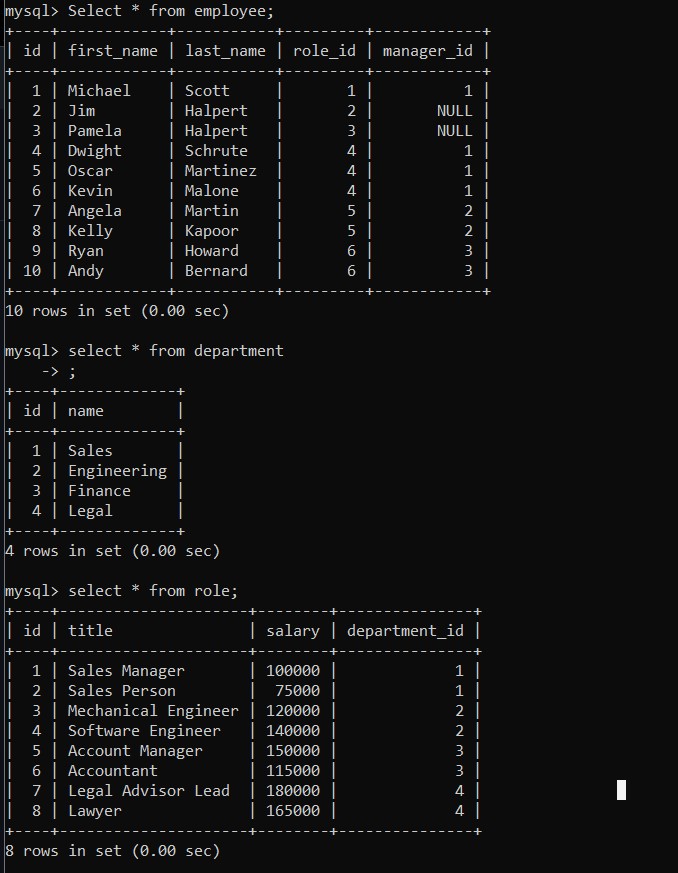 mysql> Select * from employee;
+----+------------+-----------+---------+------------+
| id | first_name | last_name | role_id | manager_id |
+----+------------+-----------+---------+------------+
|  1 | Michael    | Scott     |       1 |          1 |
|  2 | Jim        | Halpert   |       2 |       NULL |
|  3 | Pamela     | Halpert   |       3 |       NULL |
|  4 | Dwight     | Schrute   |       4 |          1 |
|  5 | Oscar      | Martinez  |       4 |          1 |
|  6 | Kevin      | Malone    |       4 |          1 |
|  7 | Angela     | Martin    |       5 |          2 |
|  8 | Kelly      | Kapoor    |       5 |          2 |
|  9 | Ryan       | Howard    |       6 |          3 |
| 10 | Andy       | Bernard   |       6 |          3 |
+----+------------+-----------+---------+------------+
10 rows in set (0.00 sec)

mysql> select * from department
    -> ;
+----+-------------+
| id | name        |
+----+-------------+
|  1 | Sales       |
|  2 | Engineering |
|  3 | Finance     |
|  4 | Legal       |
+----+-------------+
4 rows in set (0.00 sec)

mysql> select * from role;
+----+---------------------+--------+---------------+
| id | title               | salary | department_id |
+----+---------------------+--------+---------------+
|  1 | Sales Manager       | 100000 |             1 |
|  2 | Sales Person        |  75000 |             1 |
|  3 | Mechanical Engineer | 120000 |             2 |
|  4 | Software Engineer   | 140000 |             2 |
|  5 | Account Manager     | 150000 |             3 |
|  6 | Accountant          | 115000 |             3 |
|  7 | Legal Advisor Lead  | 180000 |             4 |
|  8 | Lawyer              | 165000 |             4 |
+----+---------------------+--------+---------------+
8 rows in set (0.00 sec)